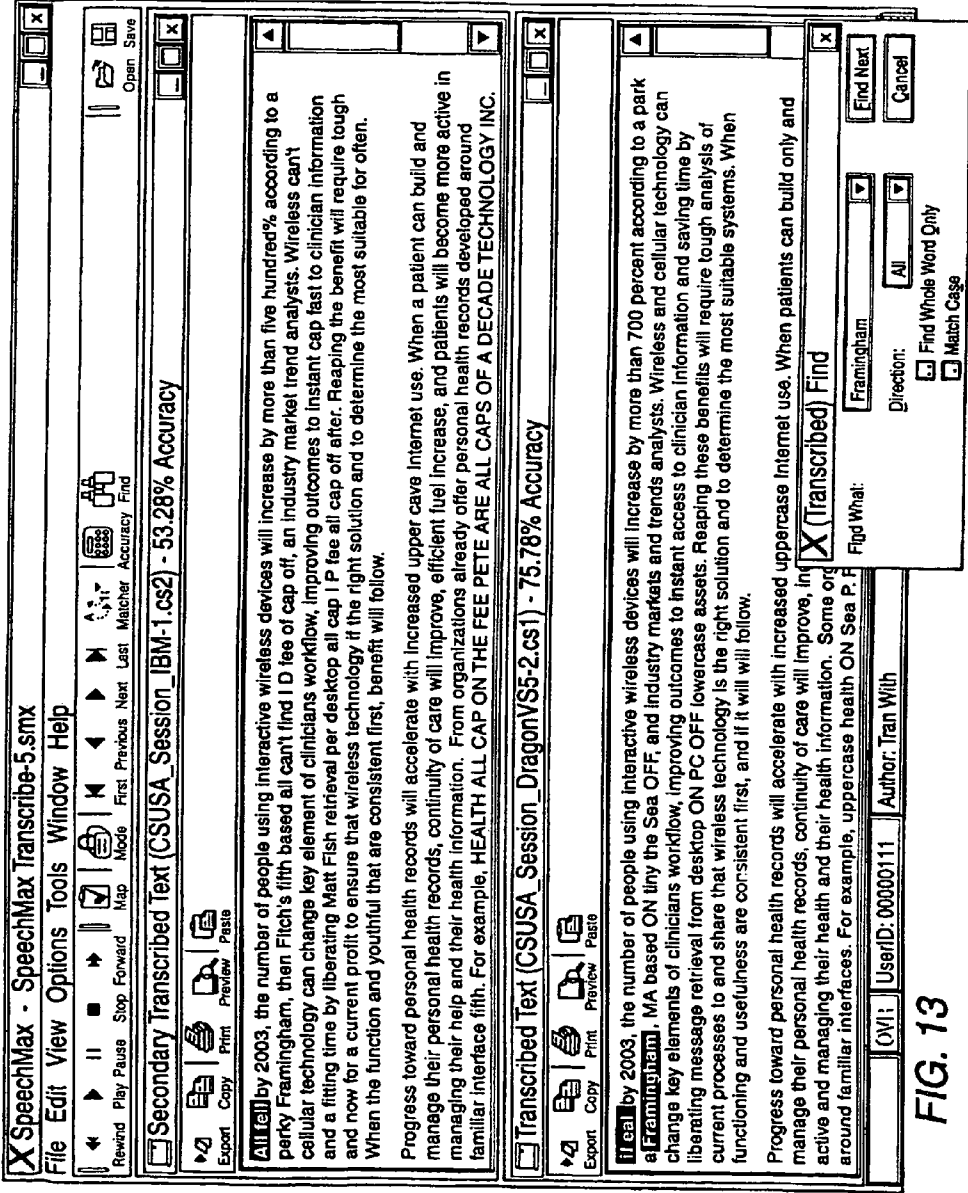 X SpeechMax - SpeechMax Transcribe-5.smx
File Edit View Options Tools Window Help
Rewind Play Pause Stop Forward Map Mode First Previous Next Last Matcher Accuracy Find Open Save
Secondary Transcribed Text (CSUSA_Session_IBM-1.cs2) - 53.28% Accuracy
Export Copy Print Preview Paste
All fell by 2003, the number of people using interactive wireless devices will increase by more than five hundred% according to a
perky Framingham, then Fitch's fifth based all can't find I D fee of cap off, an industry market trend analysts. Wireless can't
cellular technology can change key element of clinicians workflow, improving outcomes to instant cap fast to clinician information
and a fitting time by liberating Matt Fish retrieval per desktop all cap I P fee all cap off after. Reaping the benefit will require tough
and now for a current profit to ensure that wireless technology if the right solution and to determine the most suitable for often.
When the function and youthful that are consistent first, benefit will follow.
Progress toward personal health records will accelerate with increased upper cave Internet use. When a patient can build and
manage their personal health records, continuity of care will improve, efficient fuel increase, and patients will become more active in
managing their help and their health information. From organizations already offer personal health records developed around
familiar interface fifth. For example, HEALTH ALL CAP ON THE FEE PETE ARE ALL CAPS OF A DECADE TECHNOLOGY INC.
Transcribed Text (CSUSA_Session_DragonVS5-2.cs1) - 75.78% Accuracy
Export Copy Print Preview Paste
il cal by 2003, the number of people using interactive wireless devices will increase by more than 700 percent according to a park
a Framingham. MA based ON tiny the Sea OFF, and industry markets and trends analysts. Wireless and cellular technology can
change key elements of clinicians workflow, improving outcomes to instant access to clinician information and saving time by
liberating message retrieval from desktop ON PC OFF lowercase assets. Reaping these benefits will require tough analysis of
current processes to and share that wireless technology is the right solution and to determine the most suitable systems. When
functioning and usefulness are consistent first, and if it will follow.
Progress toward personal health records will accelerate with increased uppercase Internet use. When patients can build only and
manage their personal health records, continuity of care will improve, ine
active and managing their health and their health information. Some org
around familiar interfaces. For example, uppercase health ON Sea P.F
X (Transcribed) Find
Find What: Framingham Find Next
Direction: All Cancel
Find Whole Word Only
Match Case
OVR UserID: 00000111 Author: Tran With
FIG. 13